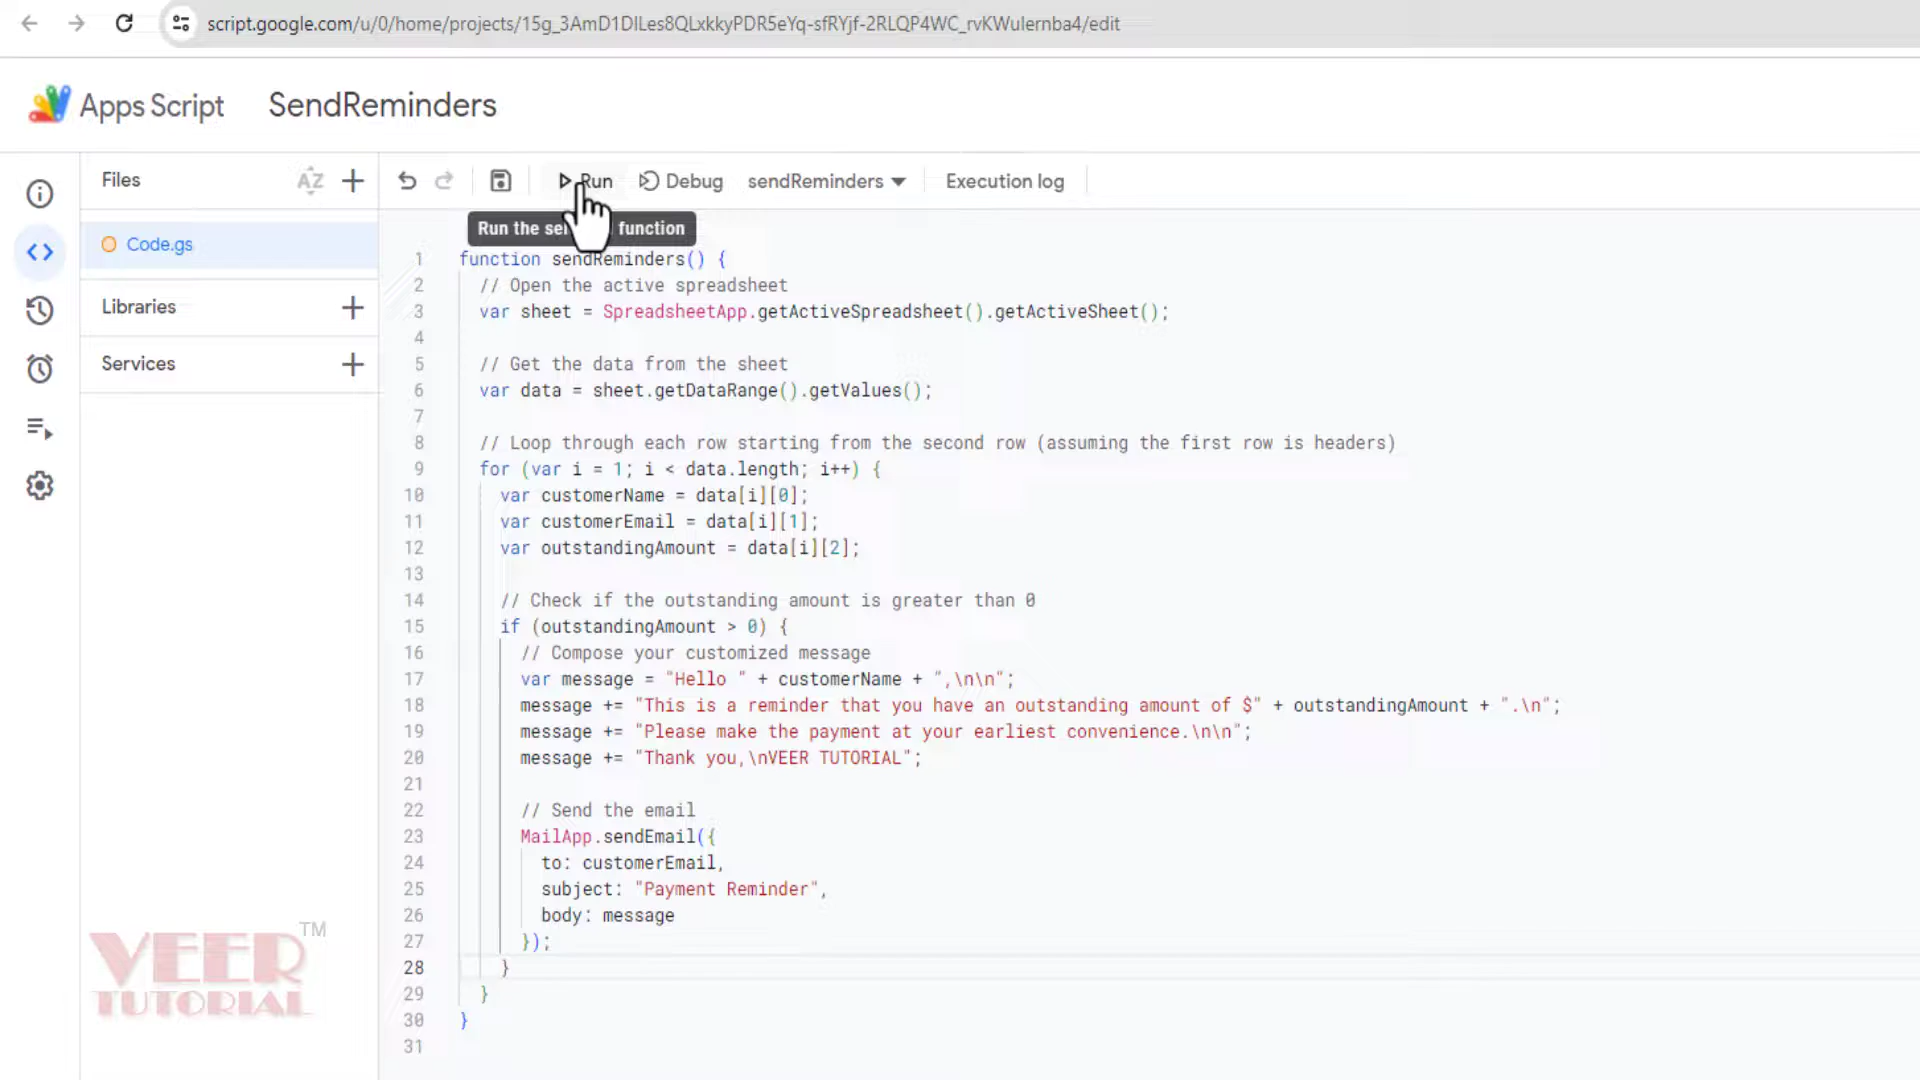 script.google.com/u/0/home/projects/15g_3AmD1DlLes8QLxkkyPDR5eYq-sfRYjf-2RLQP4WC_rvKWulernba4/edit
Apps Script SendReminders
Files AZ Run Debug sendReminders Execution log
Run the function
Code.gs
Libraries
Services
1 function sendReminders() {
2 // Open the active spreadsheet
3 var sheet = SpreadsheetApp.getActiveSpreadsheet().getActiveSheet();
4
5 // Get the data from the sheet
6 var data = sheet.getDataRange().getValues();
7
8 // Loop through each row starting from the second row (assuming the first row is headers)
9 for (var i = 1; i < data.length; i++) {
10 var customerName = data[i][0];
11 var customerEmail = data[i][1];
12 var outstandingAmount = data[i][2];
13
14 // Check if the outstanding amount is greater than 0
15 if (outstandingAmount > 0) {
16 // Compose your customized message
17 var message = "Hello " + customerName + ",\n\n";
18 message += "This is a reminder that you have an outstanding amount of $" + outstandingAmount + ".\n";
19 message += "Please make the payment at your earliest convenience.\n\n";
20 message += "Thank you,\nVEER TUTORIAL";
21
22 // Send the email
23 MailApp.sendEmail({
24 to: customerEmail,
25 subject: "Payment Reminder",
26 body: message
27 });
28 }
29 }
30 }
31
VEER TM
TUTORIAL